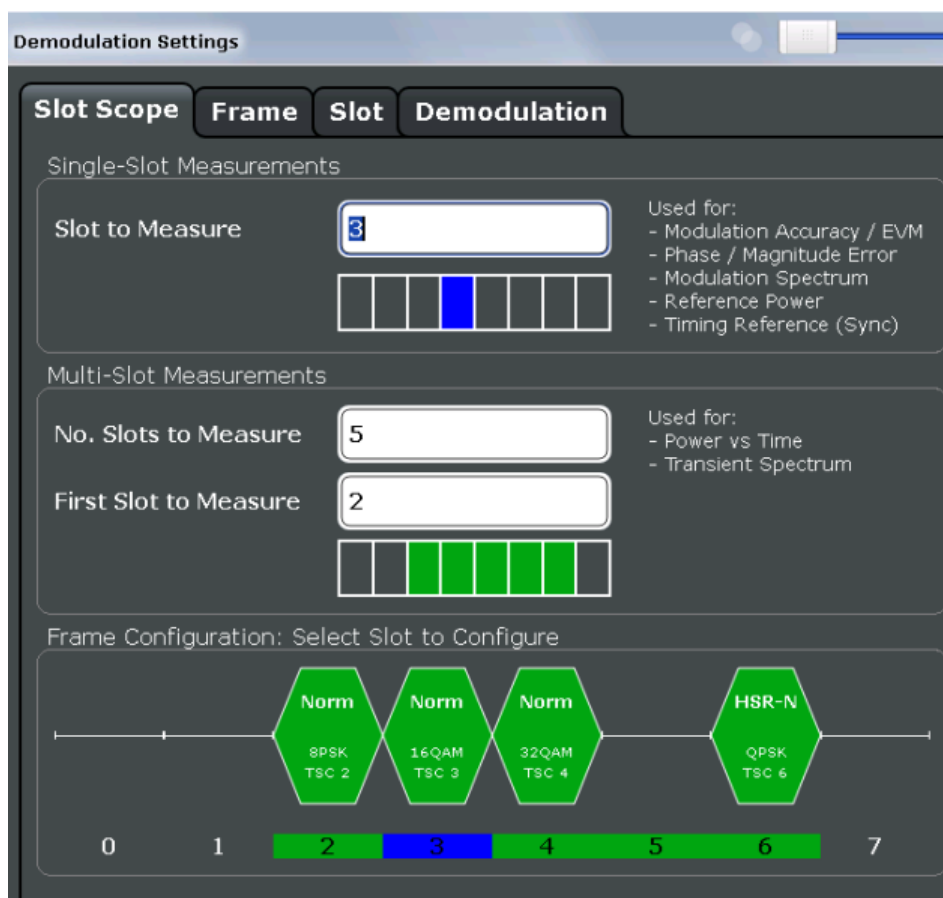 Demodulation Settings
Slot Scope Frame Slot Demodulation
Single-Slot Measurements
Slot to Measure 3
Used for:
- Modulation Accuracy / EVM
- Phase / Magnitude Error
- Modulation Spectrum
- Reference Power
- Timing Reference (Sync)
Multi-Slot Measurements
No. Slots to Measure 5
First Slot to Measure 2
Used for:
- Power vs Time
- Transient Spectrum
Frame Configuration: Select Slot to Configure
Norm Norm Norm HSR-N
8PSK 16QAM 32QAM QPSK
TSC 2 TSC 3 TSC 4 TSC 6
0 1 2 3 4 5 6 7